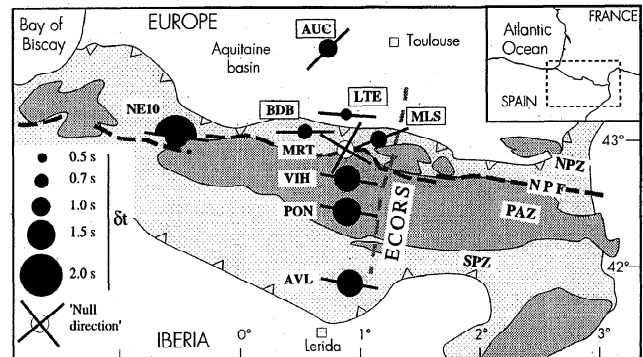 Bay of Biscay
EUROPE
AUC
Aquitaine basin
Toulouse
FRANCE
Atlantic Ocean
SPAIN
NE10
BDB
LTE
MLS
43°
NPZ
MRT
NPF
VIH
PAZ
PON
ECORS
0.5 s
0.7 s
1.0 s
1.5 s
2.0 s
δt
SPZ
42°
AVL
'Null direction'
IBERIA
0°
Lerida
1°
2°
3°